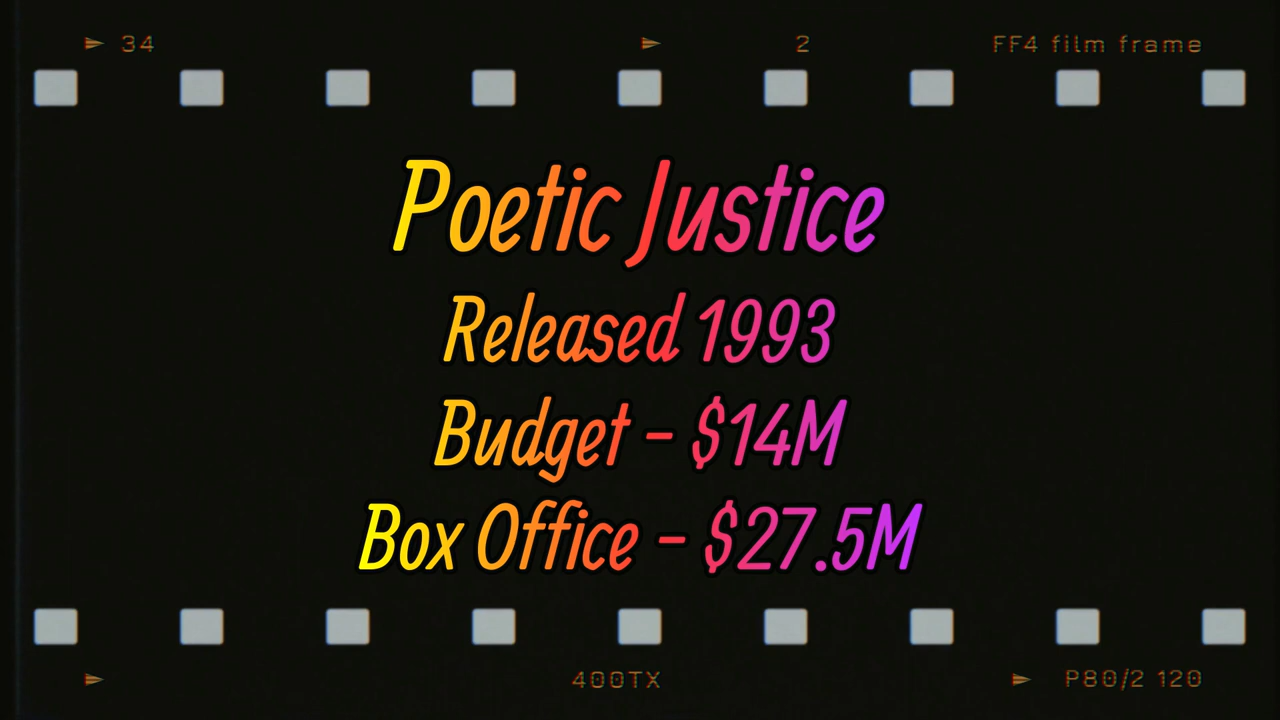 34 2 FF4 film frame
Poetic Justice
Released 1993
Budget - $14M
Box Office - $27.5M
400TX P80/2 120